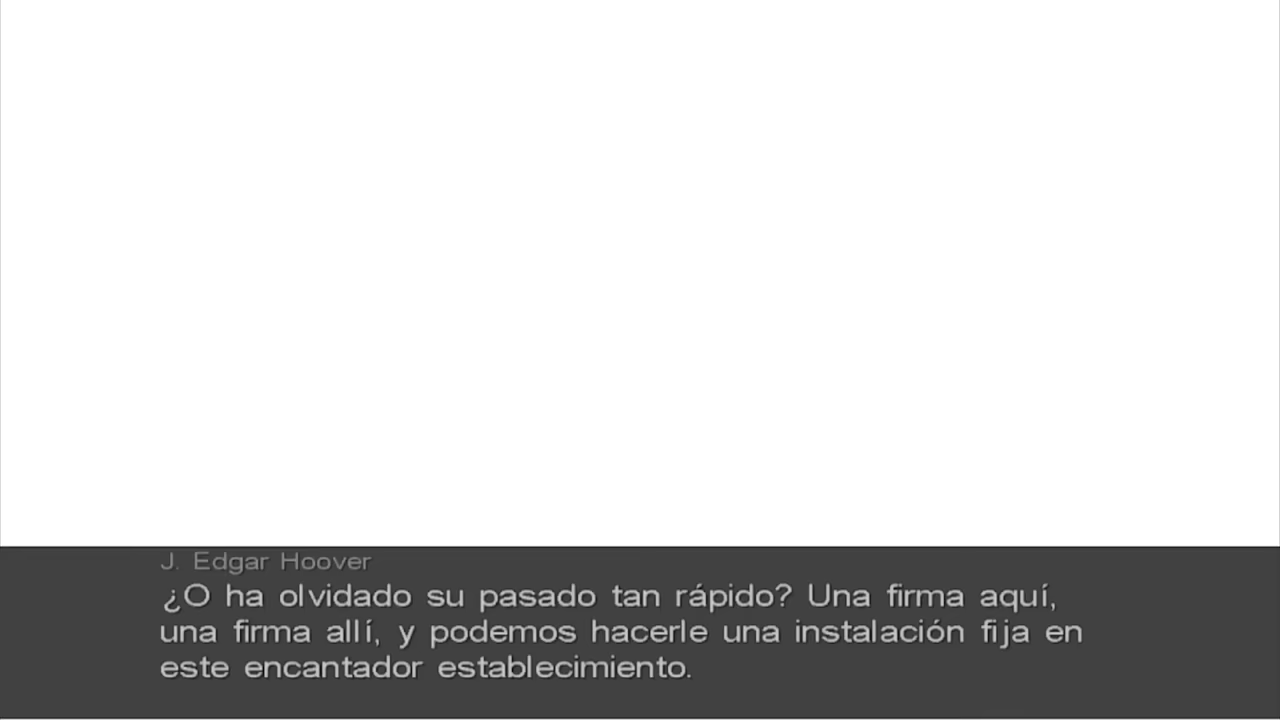 J. Edgar Hoover
¿O ha olvidado su pasado tan rápido? Una firma aquí,
una firma allí, y podemos hacerle una instalación fija en
este encantador establecimiento.